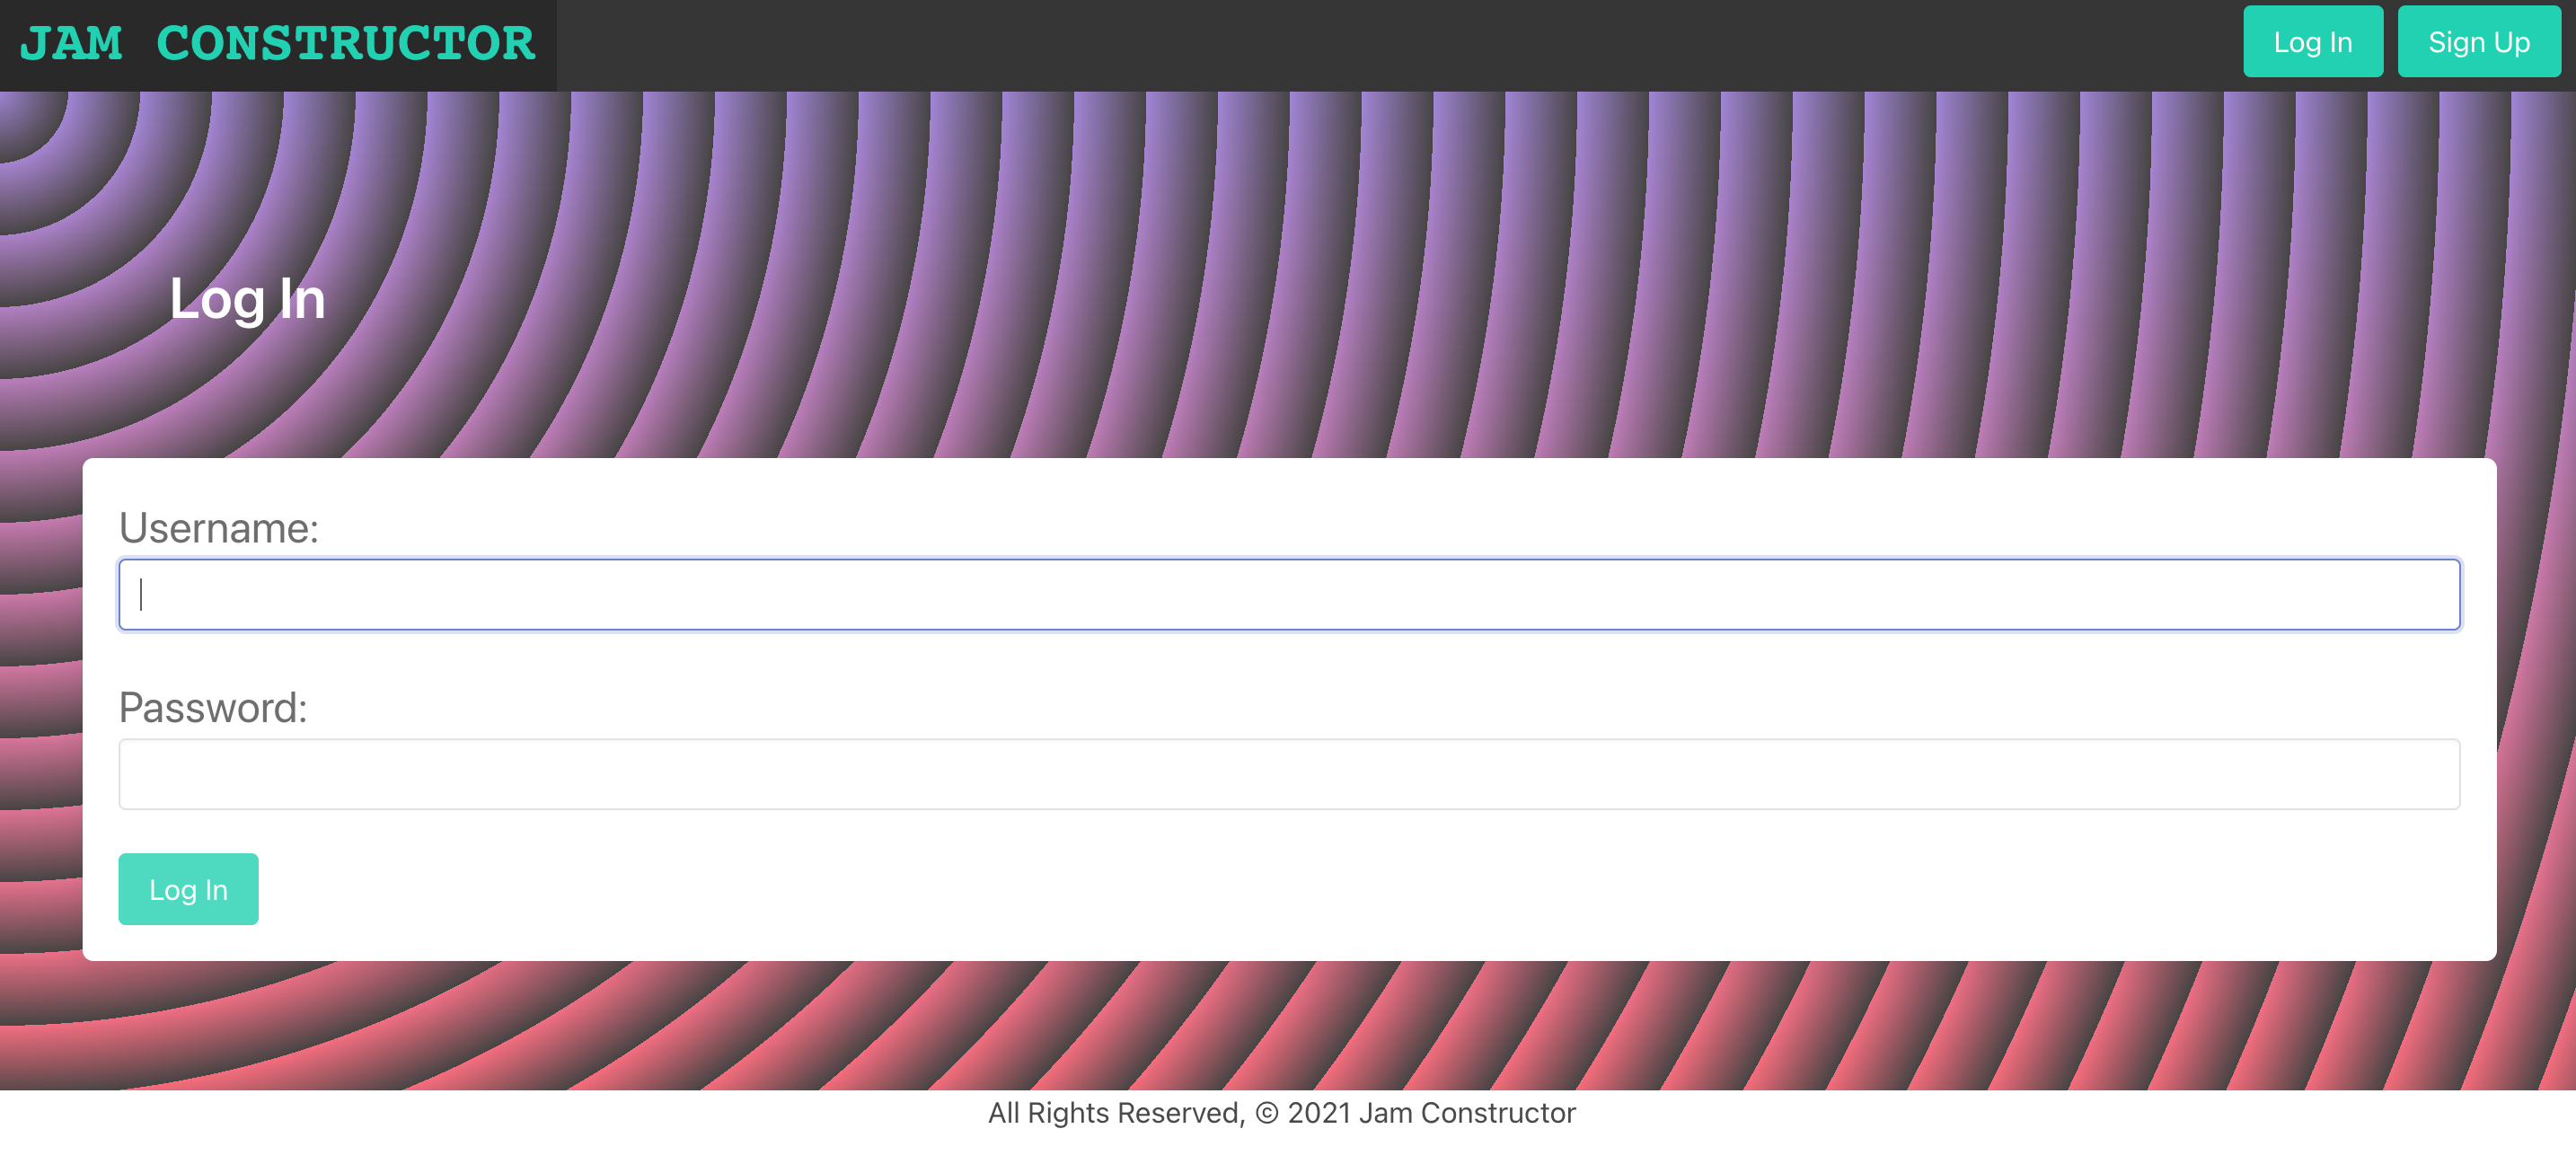 JAM CONSTRUCTOR
Log In
Sign Up
Log In
Username:
Password:
Log In
All Rights Reserved, © 2021 Jam Constructor